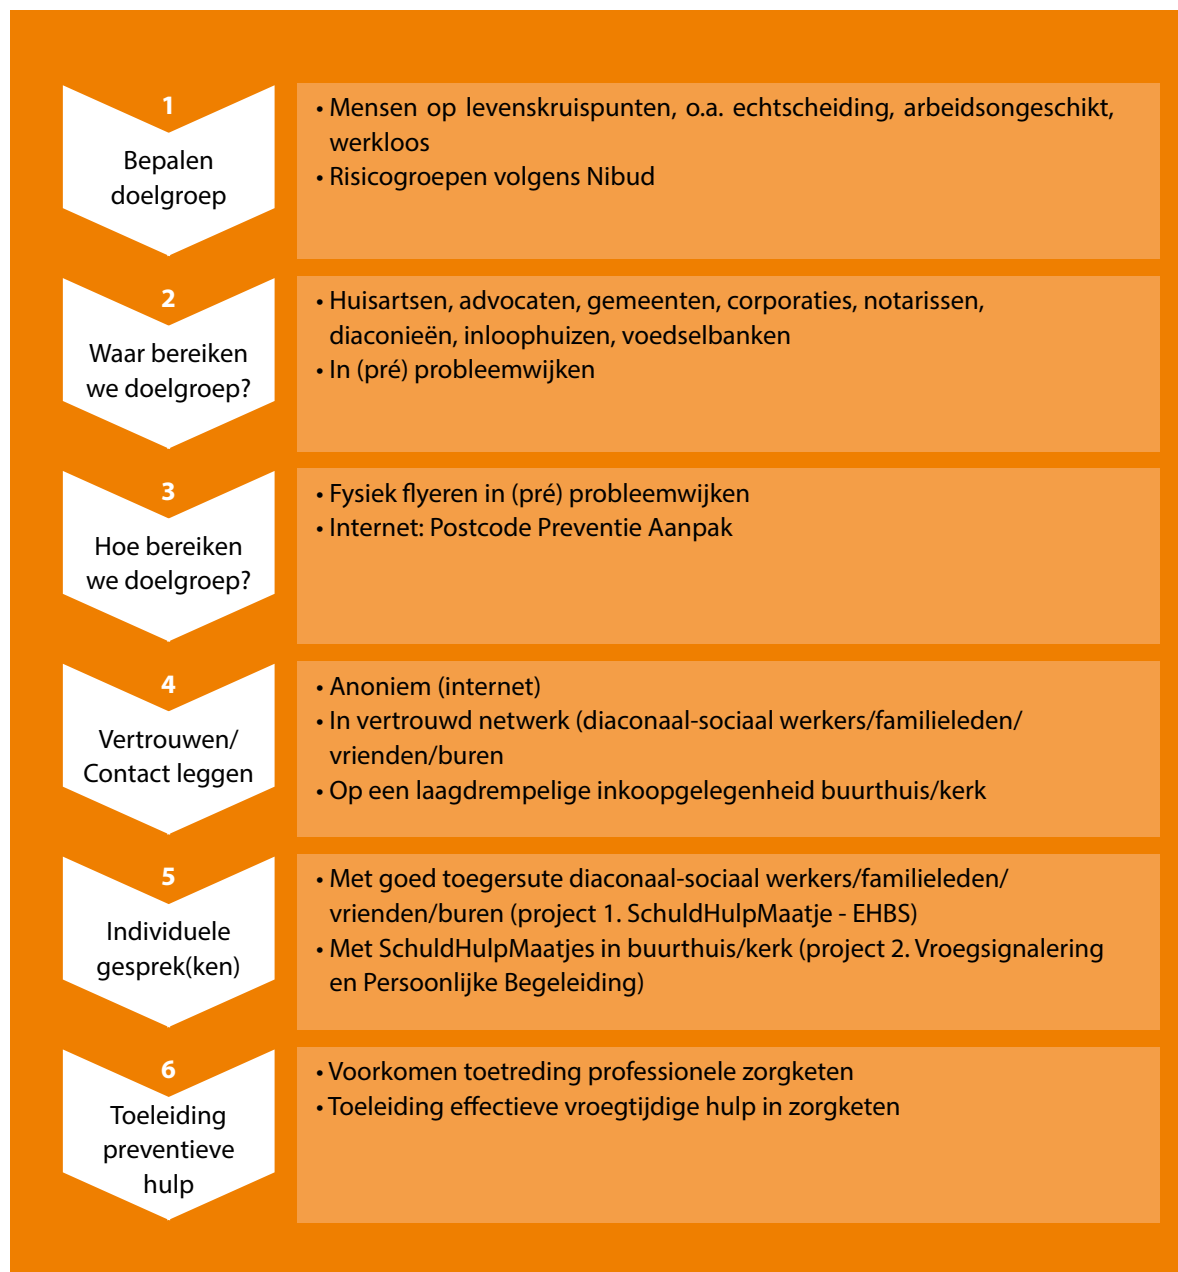 1
Bepalen
doelgroep
• Mensen op levenskruispunten, o.a. echtscheiding, arbeidsongeschikt,
werkloos
• Risicogroepen volgens Nibud
2
Waar bereiken
we doelgroep?
• Huisartsen, advocaten, gemeenten, corporaties, notarissen,
diaconieën, inloophuizen, voedselbanken
• In (pré) probleemwijken
3
Hoe bereiken
we doelgroep?
• Fysiek flyeren in (pré) probleemwijken
• Internet: Postcode Preventie Aanpak
4
Vertrouwen/
Contact leggen
• Anoniem (internet)
• In vertrouwd netwerk (diaconaal-sociaal werkers/familieleden/
vrienden/buren
• Op een laagdrempelige inkoopgelegenheid buurthuis/kerk
5
Individuele
gesprek(ken)
• Met goed toegersute diaconaal-sociaal werkers/familieleden/
vrienden/buren (project 1. SchuldHulpMaatje - EHBS)
• Met SchuldHulpMaatjes in buurthuis/kerk (project 2. Vroegsignalering
en Persoonlijke Begeleiding)
6
Toeleiding
preventieve
hulp
• Voorkomen toetreding professionele zorgketen
• Toeleiding effectieve vroegtijdige hulp in zorgketen